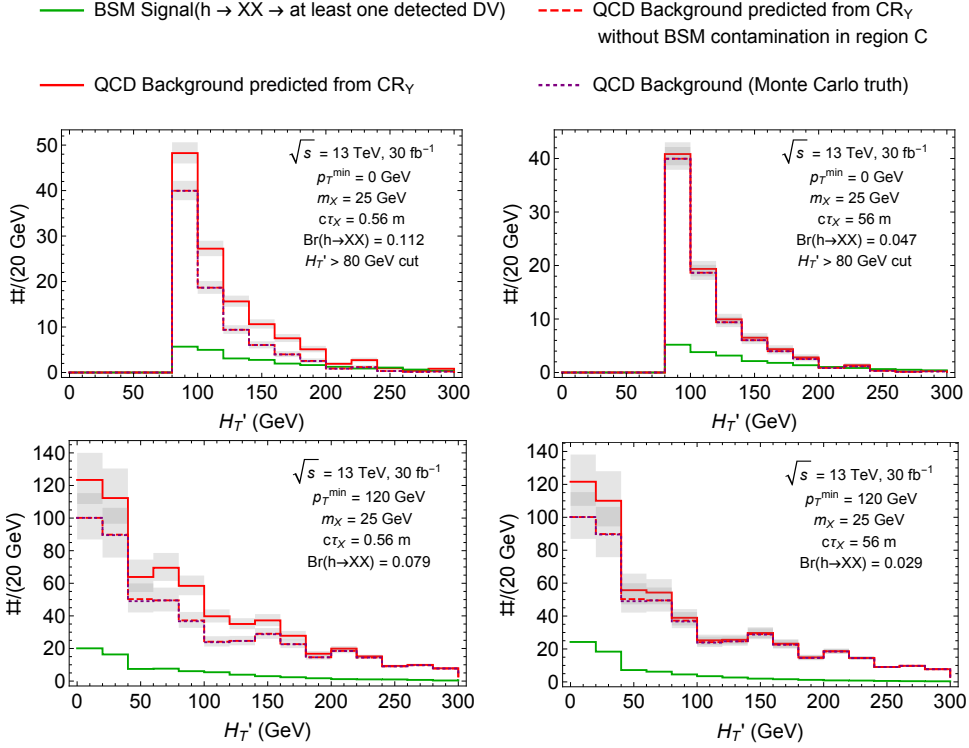 BSM Signal(h → XX → at least one detected DV)
QCD Background predicted from CR_Y
without BSM contamination in region C
QCD Background predicted from CR_Y
QCD Background (Monte Carlo truth)
√s = 13 TeV, 30 fb⁻¹
p_T^min = 0 GeV
m_X = 25 GeV
cτ_X = 0.56 m
Br(h→XX) = 0.112
H_T' > 80 GeV cut
50
40
30
20
10
0
⌗/(20 GeV)
0 50 100 150 200 250 300
H_T' (GeV)
√s = 13 TeV, 30 fb⁻¹
p_T^min = 0 GeV
m_X = 25 GeV
cτ_X = 56 m
Br(h→XX) = 0.047
H_T' > 80 GeV cut
40
30
20
10
0
⌗/(20 GeV)
0 50 100 150 200 250 300
H_T' (GeV)
√s = 13 TeV, 30 fb⁻¹
p_T^min = 120 GeV
m_X = 25 GeV
cτ_X = 0.56 m
Br(h→XX) = 0.079
140
120
100
80
60
40
20
0
⌗/(20 GeV)
0 50 100 150 200 250 300
H_T' (GeV)
√s = 13 TeV, 30 fb⁻¹
p_T^min = 120 GeV
m_X = 25 GeV
cτ_X = 56 m
Br(h→XX) = 0.029
140
120
100
80
60
40
20
0
⌗/(20 GeV)
0 50 100 150 200 250 300
H_T' (GeV)